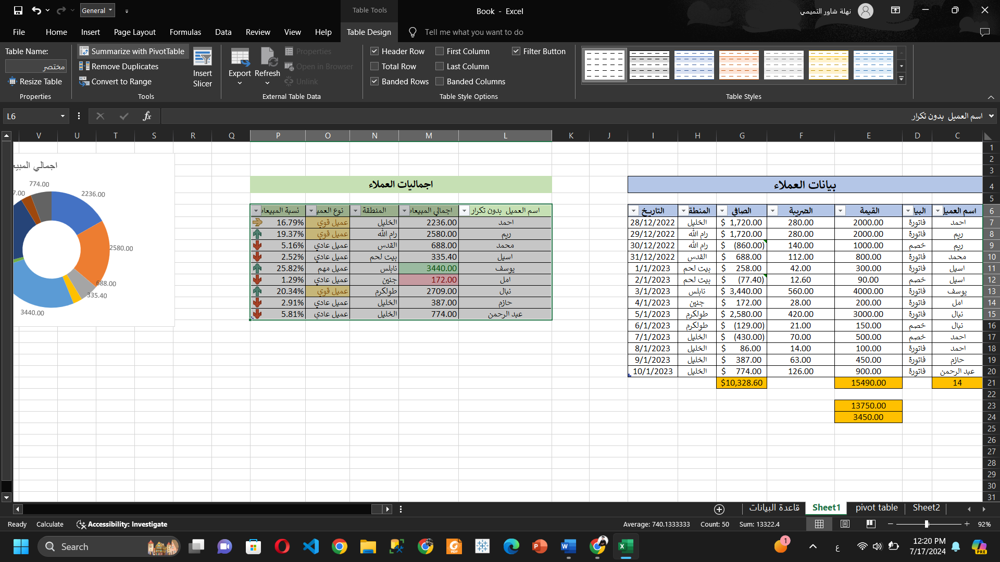 General
Table Tools
Book - Excel
نهلة شاور التميمي
File Home Insert Page Layout Formulas Data Review View Help Table Design Tell me what you want to do
Table Name:
مختصر
Resize Table
Properties
Summarize with PivotTable
Remove Duplicates
Convert to Range
Tools
Insert
Slicer
Export
Refresh
Properties
Open in Browser
Unlink
External Table Data
Header Row First Column Filter Button
Total Row Last Column
Banded Rows Banded Columns
Table Style Options
Table Styles
L6
fx
اسم العميل بدون تكرار
V U T S R Q P O N M L K J I H G F E D C
1
2
3
4
5
6
7
8
9
10
11
12
13
14
15
16
17
18
19
20
21
22
23
24
25
26
27
28
29
30
31
بيانات العملاء
اسم العميل البيا القيمة الضريبة الصافي المنطقة التاريخ
احمد فاتورة 2000.00 280.00 $ 1,720.00 الخليل 28/12/2022
ريم فاتورة 2000.00 280.00 $ 1,720.00 رام الله 29/12/2022
ريم خصم 1000.00 140.00 $ (860.00) رام الله 30/12/2022
محمد فاتورة 800.00 112.00 $ 688.00 القدس 31/12/2022
اسيل فاتورة 300.00 42.00 $ 258.00 بيت لحم 1/1/2023
اسيل خصم 90.00 12.60 $ (77.40) بيت لحم 2/1/2023
يوسف فاتورة 4000.00 560.00 $ 3,440.00 نابلس 3/1/2023
امل فاتورة 200.00 28.00 $ 172.00 جنين 4/1/2023
نبال فاتورة 3000.00 420.00 $ 2,580.00 طولكرم 5/1/2023
نبال خصم 150.00 21.00 $ (129.00) طولكرم 6/1/2023
احمد خصم 500.00 70.00 $ (430.00) الخليل 7/1/2023
احمد فاتورة 100.00 14.00 $ 86.00 الخليل 8/1/2023
حازم فاتورة 450.00 63.00 $ 387.00 الخليل 9/1/2023
عبد الرحمن فاتورة 900.00 126.00 $ 774.00 الخليل 10/1/2023
14 15490.00 $10,328.60
13750.00
3450.00
اجماليات العملاء
اسم العميل بدون تكرار اجمالي المبيعات المنطقة نوع العميل نسبة المبيعات
احمد 2236.00 الخليل عميل قوي 16.79%
ريم 2580.00 رام الله عميل قوي 19.37%
محمد 688.00 القدس عميل عادي 5.16%
اسيل 335.40 بيت لحم عميل عادي 2.52%
يوسف 3440.00 نابلس عميل مهم 25.82%
امل 172.00 جنين عميل عادي 1.29%
نبال 2709.00 طولكرم عميل قوي 20.34%
حازم 387.00 الخليل عميل عادي 2.91%
عبد الرحمن 774.00 الخليل عميل عادي 5.81%
اجمالي المبيع
774.00
7.00
2236.00
2580.00
688.00
335.40
3440.00
قاعدة البيانات Sheet1 pivot table Sheet2
Ready Calculate Accessibility: Investigate Average: 740.1333333 Count: 50 Sum: 13322.4 92%
Search
1
ع
12:20 PM
7/17/2024
PRE